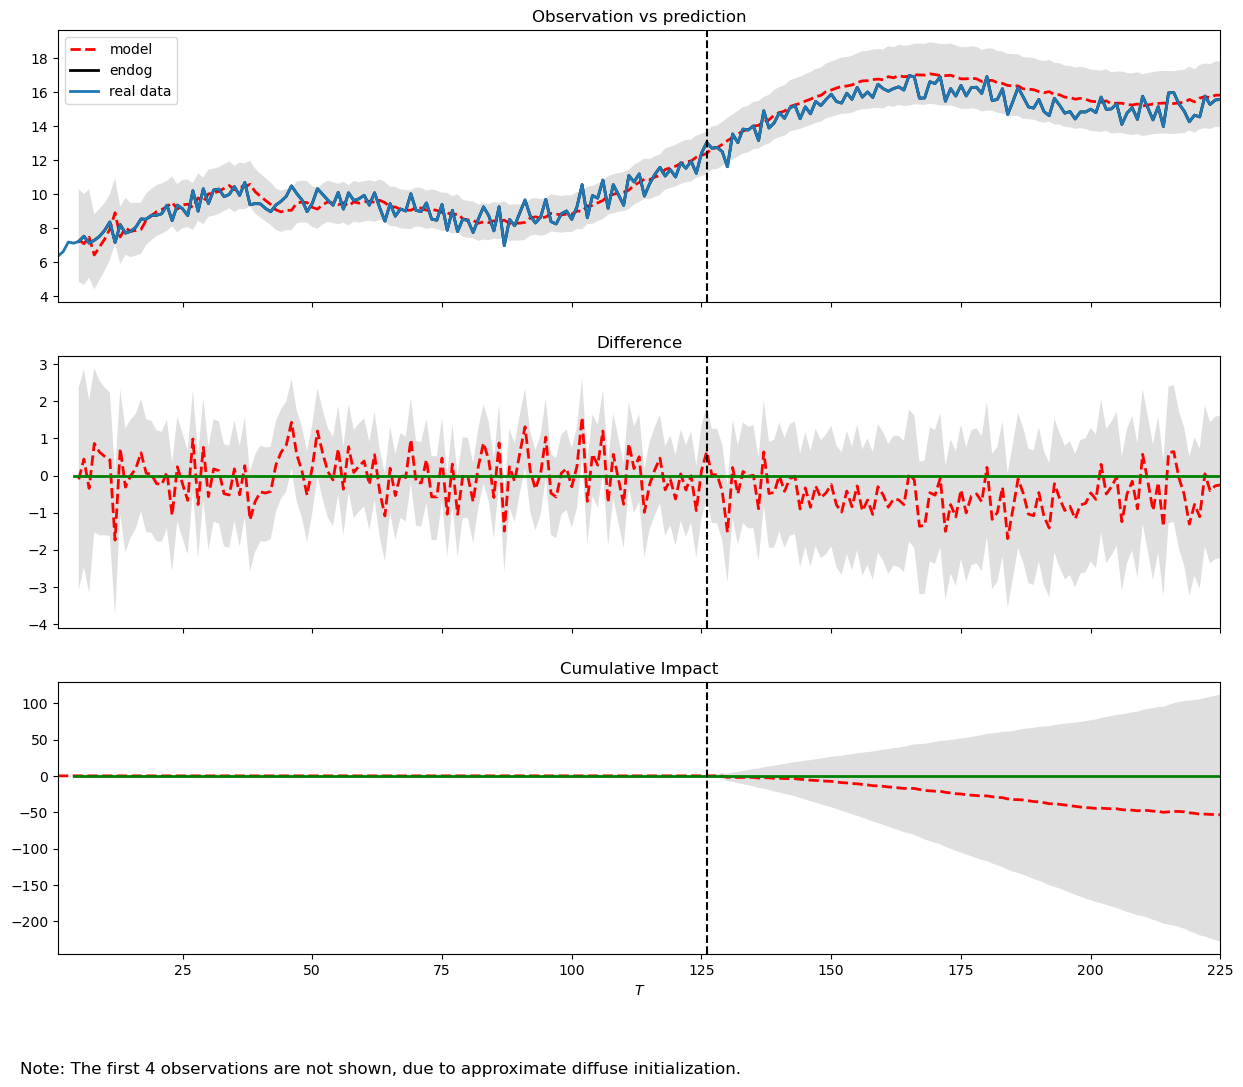 Observation vs prediction
model
endog
real data
18
16
14
12
10
8
6
4
Difference
3
2
1
0
−1
−2
−3
−4
Cumulative Impact
100
50
0
−50
−100
−150
−200
25 50 75 100 125 150 175 200 225
T
Note: The first 4 observations are not shown, due to approximate diffuse initialization.